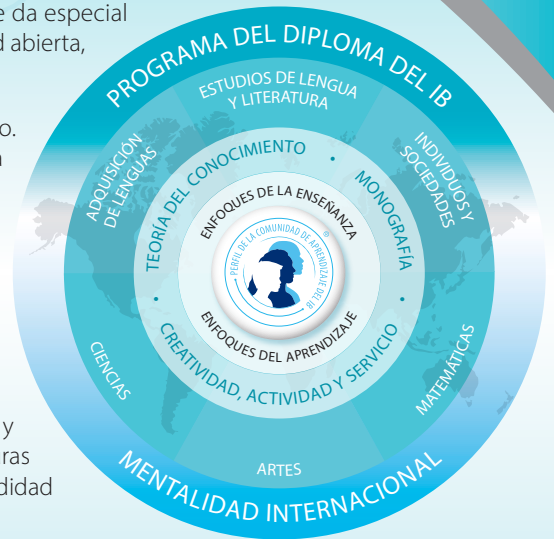 e da especial
d abierta,
o.
a
y
ras
didad
PROGRAMA DEL DIPLOMA DEL IB
ESTUDIOS DE LENGUA
Y LITERATURA
ADQUISICIÓN
DE LENGUAS
INDIVIDUOS Y
SOCIEDADES
TEORÍA DEL CONOCIMIENTO
•
MONOGRAFÍA
•
CREATIVIDAD, ACTIVIDAD Y SERVICIO
•
ENFOQUES DE LA ENSEÑANZA
PERFIL DE LA COMUNIDAD DE APRENDIZAJE DEL IB
®
ENFOQUES DEL APRENDIZAJE
CIENCIAS
MATEMÁTICAS
ARTES
MENTALIDAD INTERNACIONAL